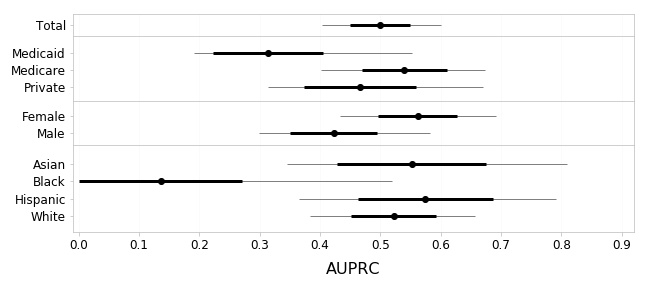 Total
Medicaid
Medicare
Private
Female
Male
Asian
Black
Hispanic
White
0.0 0.1 0.2 0.3 0.4 0.5 0.6 0.7 0.8 0.9
AUPRC